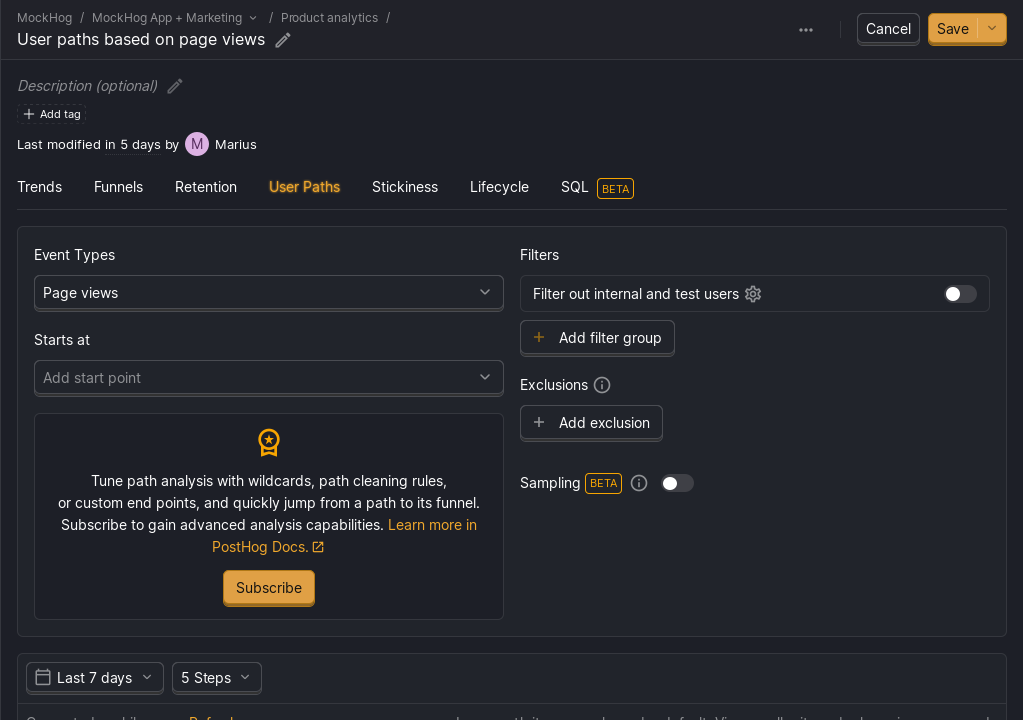 MockHog / MockHog App + Marketing / Product analytics /
User paths based on page views
Cancel
Save
Description (optional)
Add tag
Last modified in 5 days by M Marius
Trends Funnels Retention User Paths Stickiness Lifecycle SQL BETA
Event Types
Page views
Starts at
Add start point
Tune path analysis with wildcards, path cleaning rules,
or custom end points, and quickly jump from a path to its funnel.
Subscribe to gain advanced analysis capabilities. Learn more in
PostHog Docs.
Subscribe
Filters
Filter out internal and test users
Add filter group
Exclusions
Add exclusion
Sampling BETA
Last 7 days 5 Steps